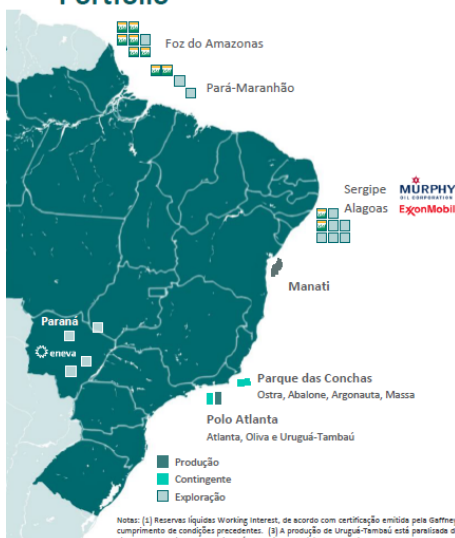 Portfólio
Foz do Amazonas
Pará-Maranhão
Sergipe
Alagoas
MURPHY
OIL CORPORATION
ExxonMobil
Manati
Paraná
eneva
Parque das Conchas
Ostra, Abalone, Argonauta, Massa
Polo Atlanta
Atlanta, Oliva e Uruguá-Tambaú
Produção
Contingente
Exploração
Notas: (1) Reservas líquidas Working Interest, de acordo com certificação emitida pela Gaffney
cumprimento de condições precedentes. (3) A produção de Uruguá-Tambaú está paralisada d